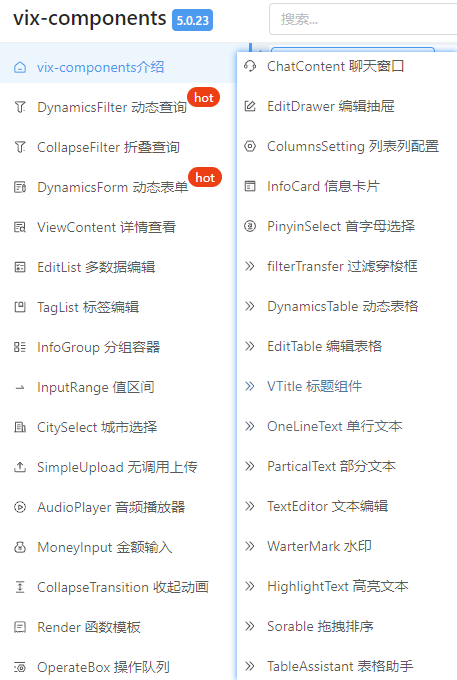 vix-components 5.0.23
搜索...
vix-components介绍
DynamicsFilter 动态查询 hot
CollapseFilter 折叠查询
DynamicsForm 动态表单 hot
ViewContent 详情查看
EditList 多数据编辑
TagList 标签编辑
InfoGroup 分组容器
InputRange 值区间
CitySelect 城市选择
SimpleUpload 无调用上传
AudioPlayer 音频播放器
MoneyInput 金额输入
CollapseTransition 收起动画
Render 函数模板
OperateBox 操作队列
ChatContent 聊天窗口
EditDrawer 编辑抽屉
ColumnsSetting 列表列配置
InfoCard 信息卡片
PinyinSelect 首字母选择
filterTransfer 过滤穿梭框
DynamicsTable 动态表格
EditTable 编辑表格
VTitle 标题组件
OneLineText 单行文本
ParticalText 部分文本
TextEditor 文本编辑
WarterMark 水印
HighlightText 高亮文本
Sorable 拖拽排序
TableAssistant 表格助手